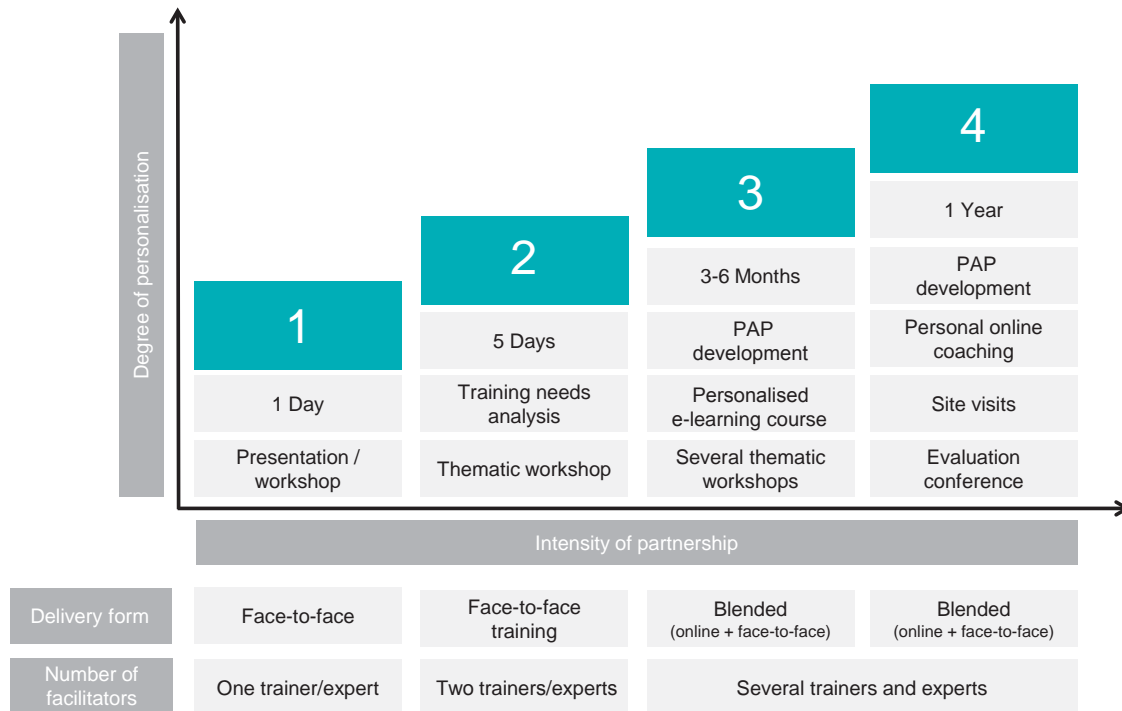 Degree of personalisation
1
1 Day
Presentation /
workshop
2
5 Days
Training needs
analysis
Thematic workshop
3
3-6 Months
PAP
development
Personalised
e-learning course
Several thematic
workshops
4
1 Year
PAP
development
Personal online
coaching
Site visits
Evaluation
conference
Intensity of partnership
Delivery form
Face-to-face
Face-to-face
training
Blended
(online + face-to-face)
Blended
(online + face-to-face)
Number of
facilitators
One trainer/expert
Two trainers/experts
Several trainers and experts